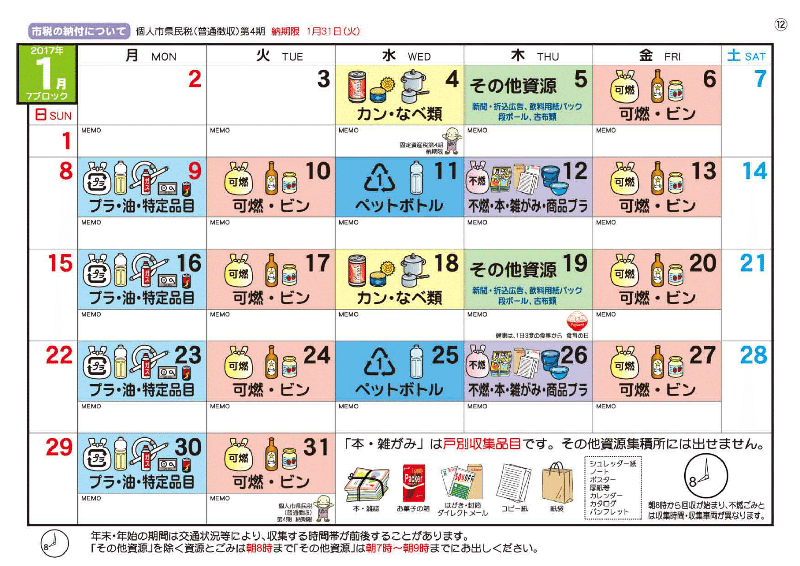 市税の納付について 個人市県民税(普通徴収)第4期 納期限 1月31日(火)
⑫
2017年
1月
7ブロック
月 MON 火 TUE 水 WED 木 THU 金 FRI 土 SAT
日 SUN
1
2
MEMO
3
MEMO
4
カン・なべ類
MEMO
固定資産税第4期
納期限
その他資源 5
新聞・折込広告、飲料用紙パック
段ボール、古布類
MEMO
6
可燃
可燃・ビン
MEMO
7
8
9
プラ
プラ・油・特定品目
MEMO
10
可燃
可燃・ビン
MEMO
11
1
ペットボトル
MEMO
12
不燃
不燃・本・雑がみ・商品プラ
MEMO
13
可燃
可燃・ビン
MEMO
14
15
16
プラ
プラ・油・特定品目
MEMO
17
可燃
可燃・ビン
MEMO
18
カン・なべ類
MEMO
その他資源 19
新聞・折込広告、飲料用紙パック
段ボール、古布類
MEMO
健康は、1日3食の食事から 食育の日
20
可燃
可燃・ビン
MEMO
21
22
23
プラ
プラ・油・特定品目
MEMO
24
可燃
可燃・ビン
MEMO
25
1
ペットボトル
MEMO
26
不燃
不燃・本・雑がみ・商品プラ
MEMO
27
可燃
可燃・ビン
MEMO
28
29
30
プラ
プラ・油・特定品目
MEMO
31
可燃
可燃・ビン
MEMO
個人市県民税
(普通徴収)
第4期 納期限
「本・雑がみ」は戸別収集品目です。その他資源集積所には出せません。
本・雑誌
Packer
お菓子の箱
はがき・封筒
ダイレクトメール
コピー紙
紙袋
シュレッダー紙
ノート
ポスター
厚紙等
カレンダー
カタログ
パンフレット
8
朝8時から回収が始まり、不燃ごみと
は収集時間・収集車両が異なります。
8
年末・年始の期間は交通状況等により、収集する時間帯が前後することがあります。
「その他資源」を除く資源とごみは朝8時まで「その他資源」は朝7時〜朝9時までにお出しください。